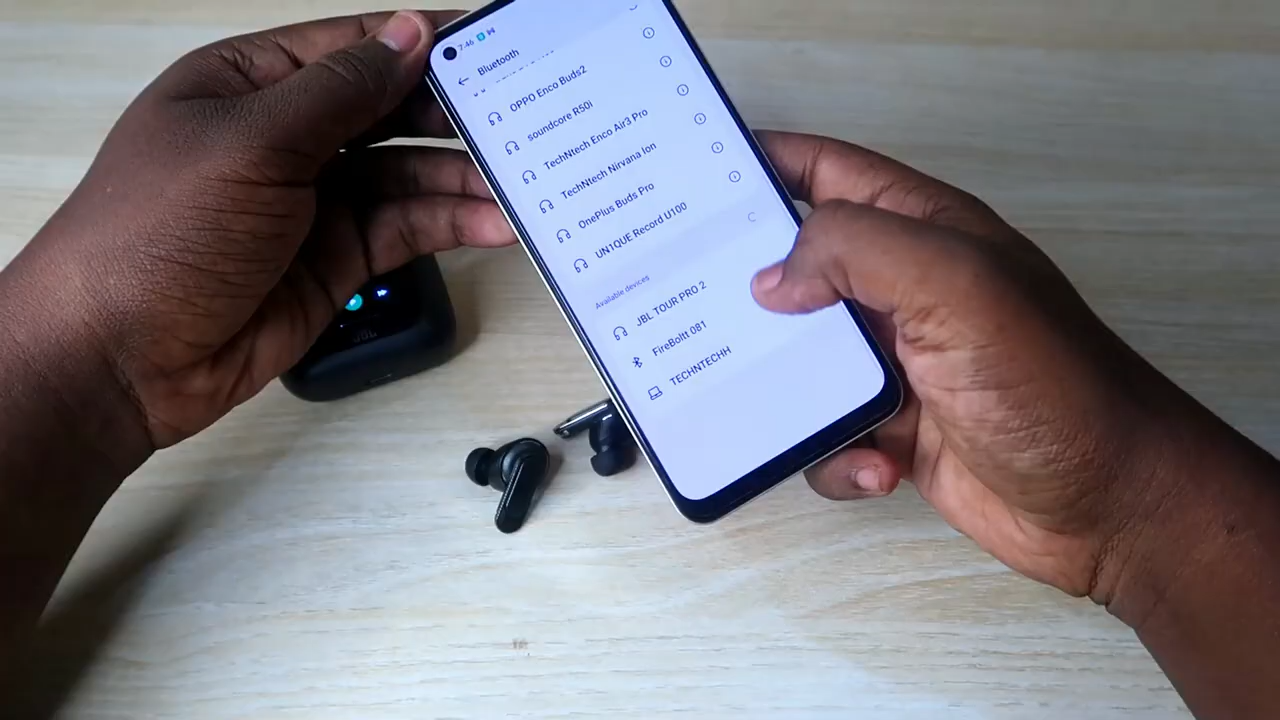 7:46
Bluetooth
OPPO Enco Buds2
soundcore R50i
TechNtech Enco Air3 Pro
TechNtech Nirvana Ion
OnePlus Buds Pro
UN1QUE Record U100
Available devices
JBL TOUR PRO 2
FireBoltt 081
TECHNTECHH
JBL